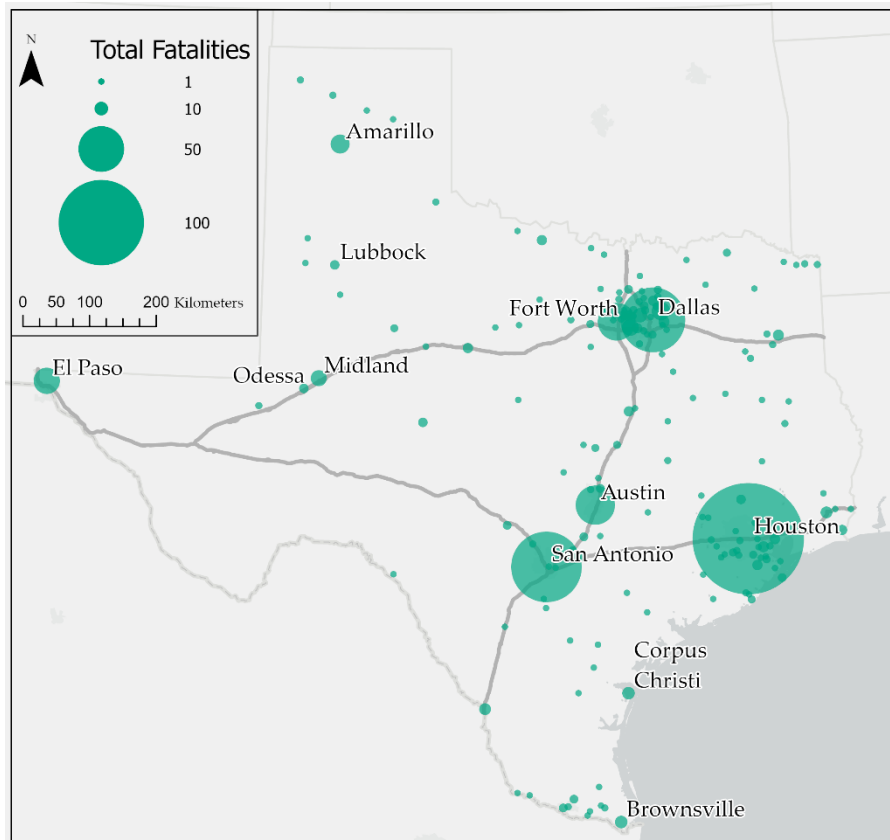 N
Total Fatalities
1
10
50
100
0 50 100 200 Kilometers
Amarillo
Lubbock
Fort Worth
Dallas
El Paso
Odessa
Midland
Austin
Houston
San Antonio
Corpus
Christi
Brownsville